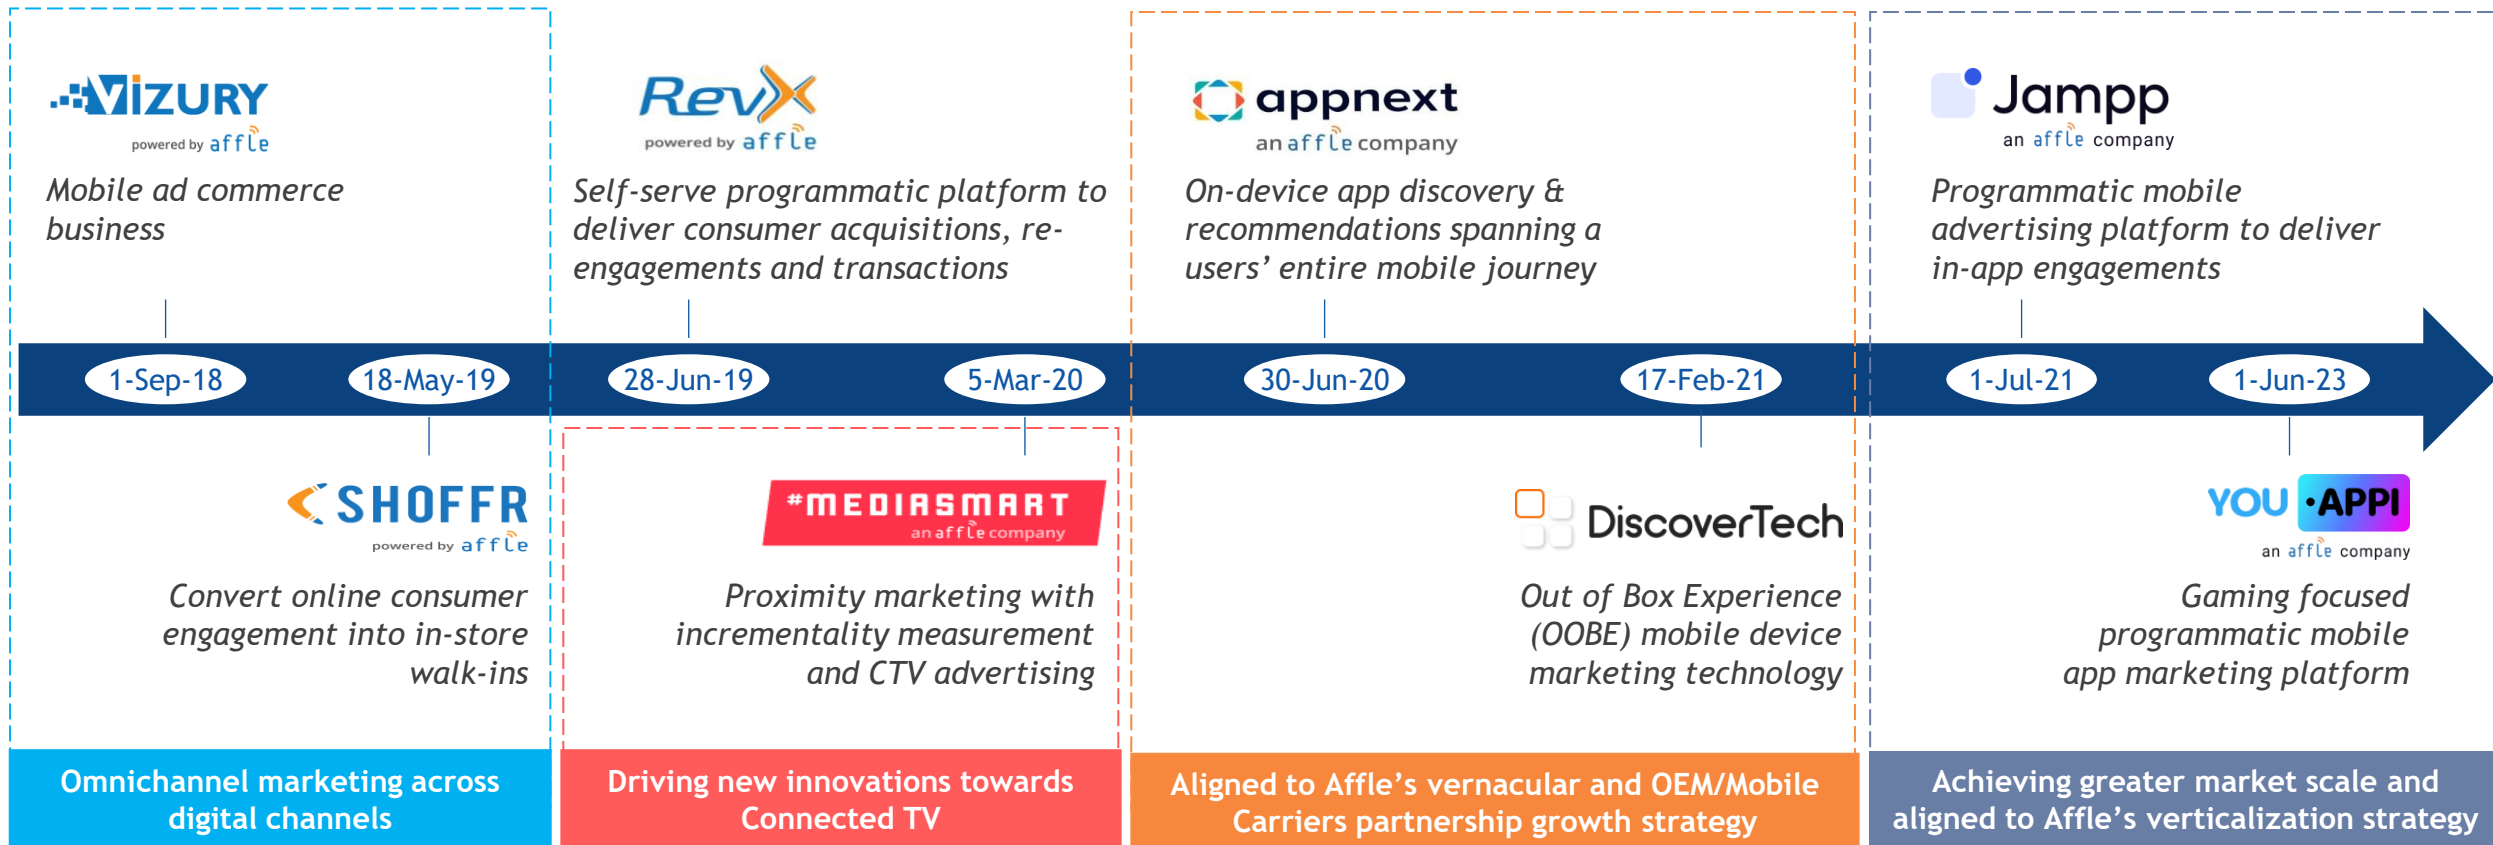 VIZURY
powered by affle
Mobile ad commerce
business
RevX
powered by affle
Self-serve programmatic platform to
deliver consumer acquisitions, re-
engagements and transactions
appnext
an affle company
On-device app discovery &
recommendations spanning a
users’ entire mobile journey
Jampp
an affle company
Programmatic mobile
advertising platform to deliver
in-app engagements
1-Sep-18
18-May-19
28-Jun-19
5-Mar-20
30-Jun-20
17-Feb-21
1-Jul-21
1-Jun-23
SHOFFR
powered by affle
Convert online consumer
engagement into in-store
walk-ins
#MEDIASMART
an affle company
Proximity marketing with
incrementality measurement
and CTV advertising
DiscoverTech
Out of Box Experience
(OOBE) mobile device
marketing technology
YOU•APPI
an affle company
Gaming focused
programmatic mobile
app marketing platform
Omnichannel marketing across
digital channels
Driving new innovations towards
Connected TV
Aligned to Affle’s vernacular and OEM/Mobile
Carriers partnership growth strategy
Achieving greater market scale and
aligned to Affle’s verticalization strategy